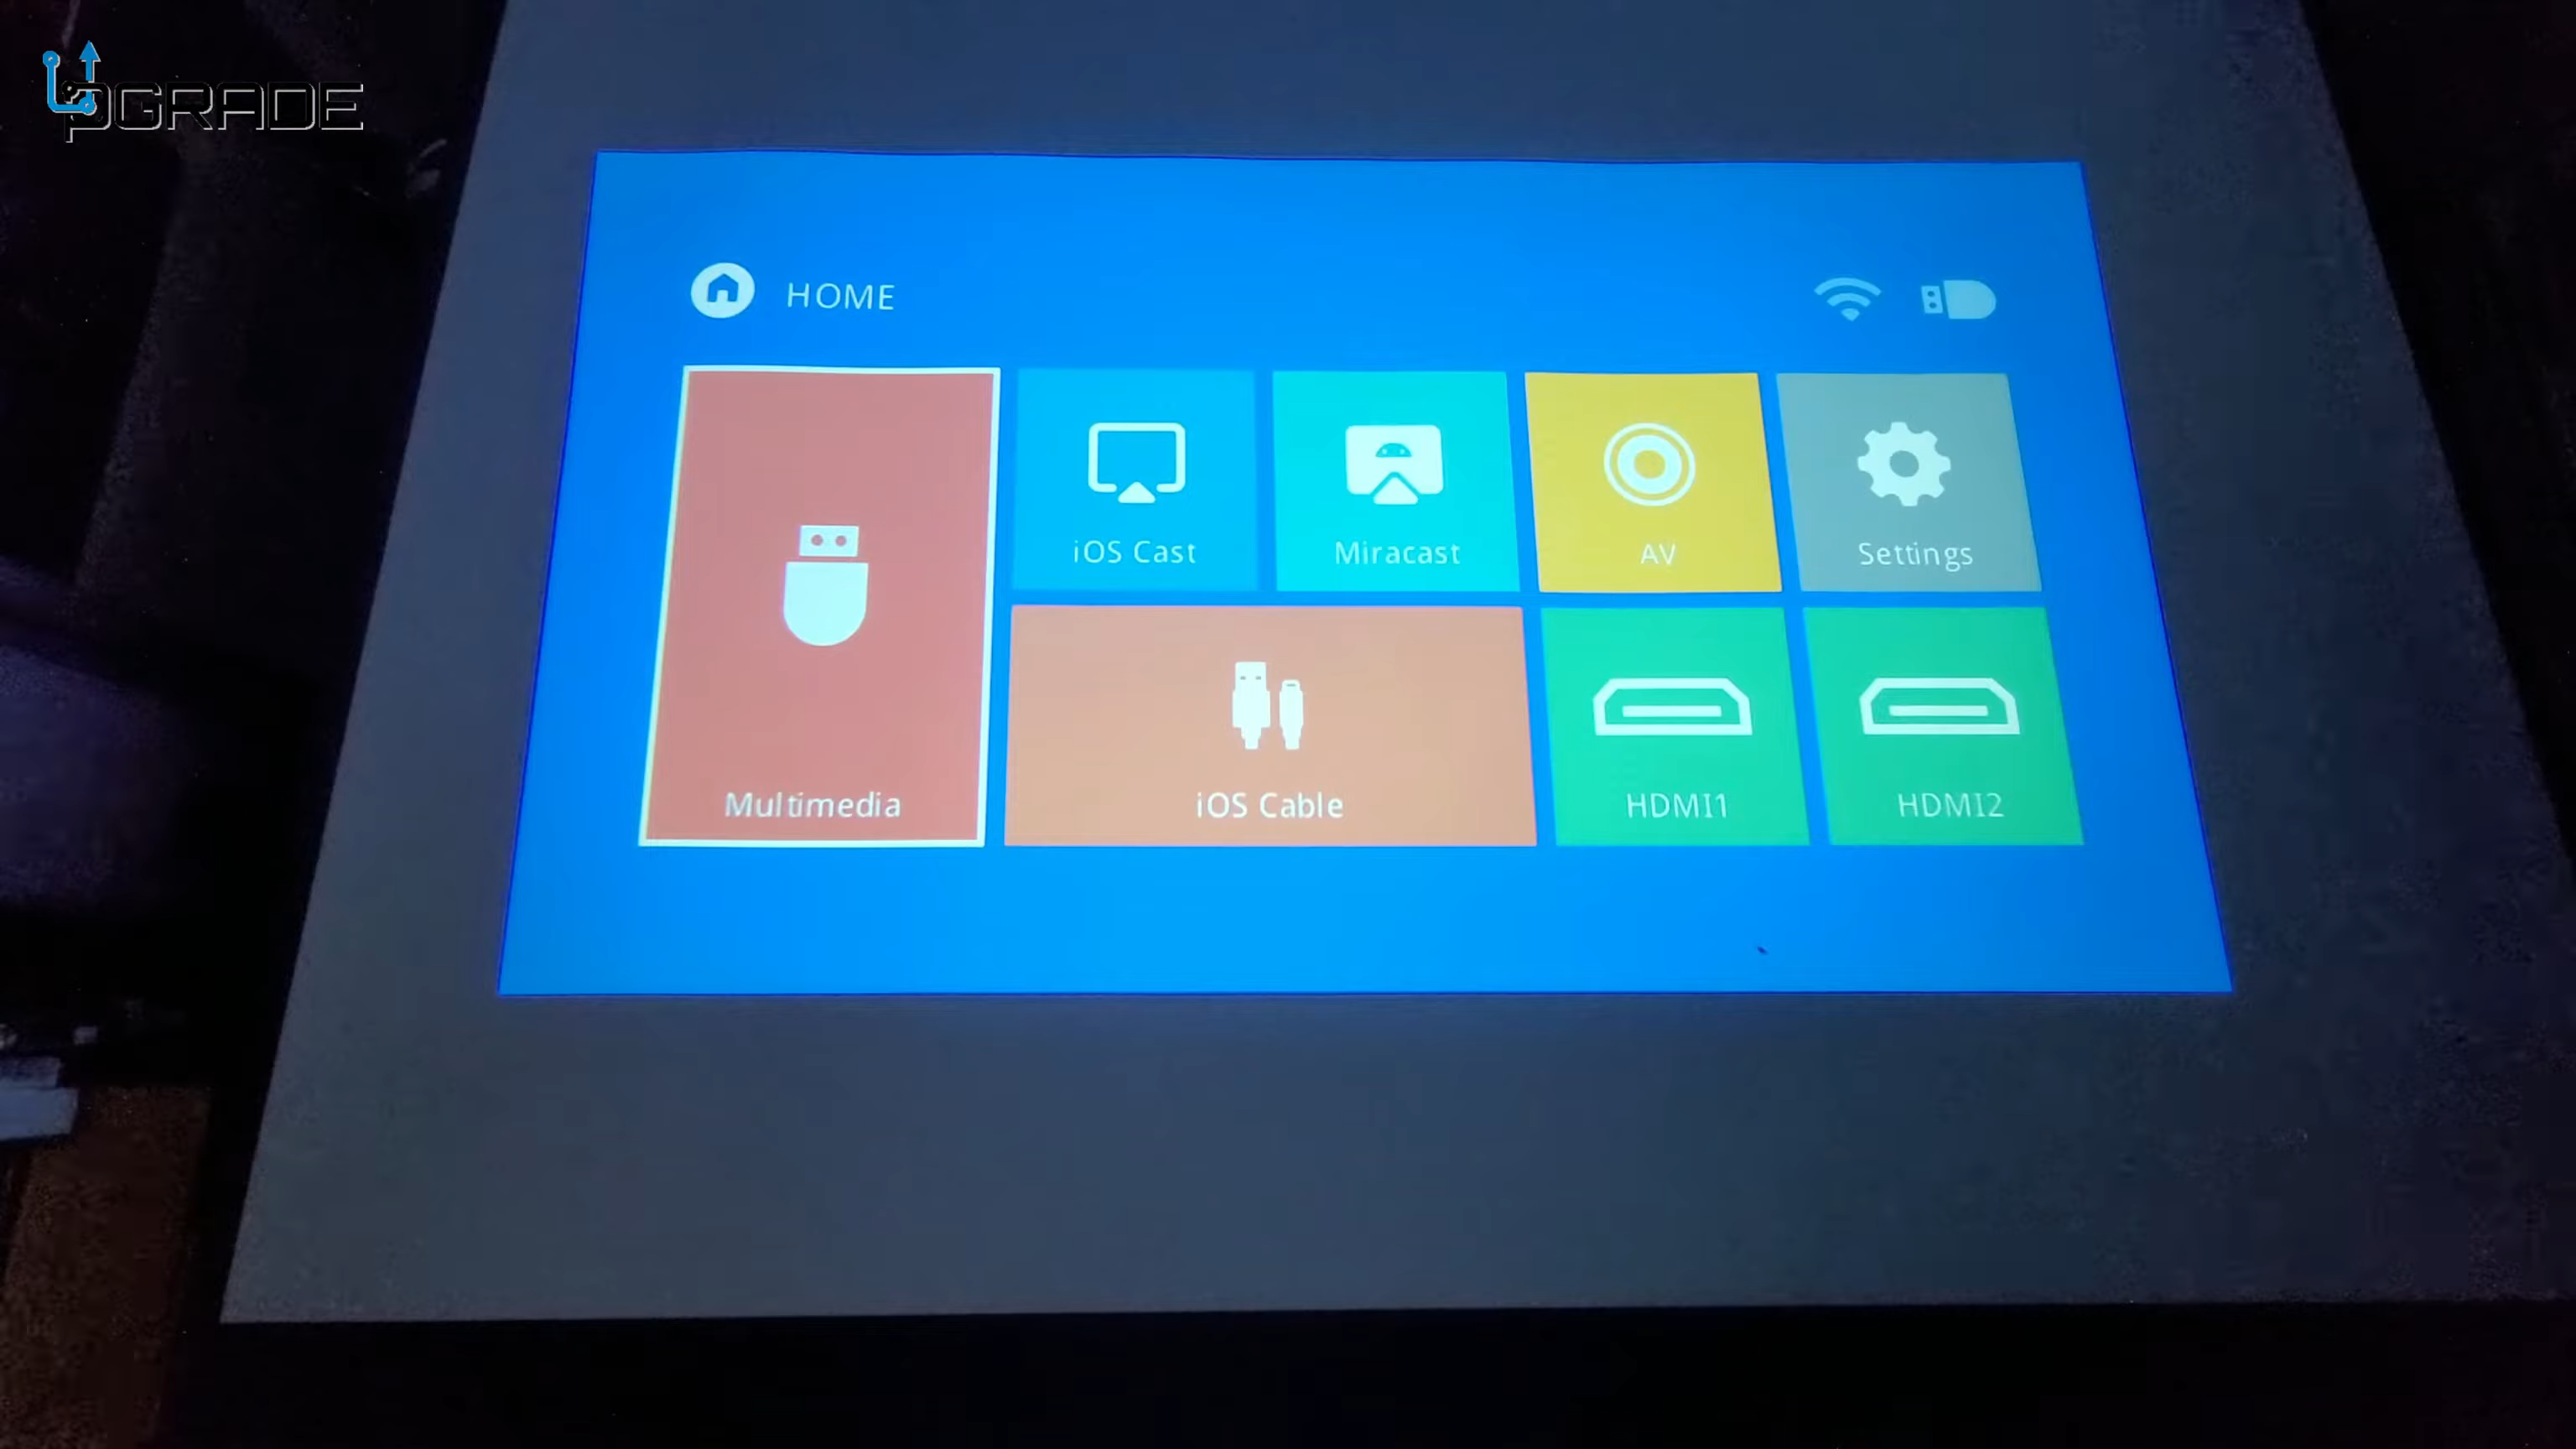 UPGRADE
HOME
iOS Cast
Miracast
AV
Settings
Multimedia
iOS Cable
HDMI1
HDMI2